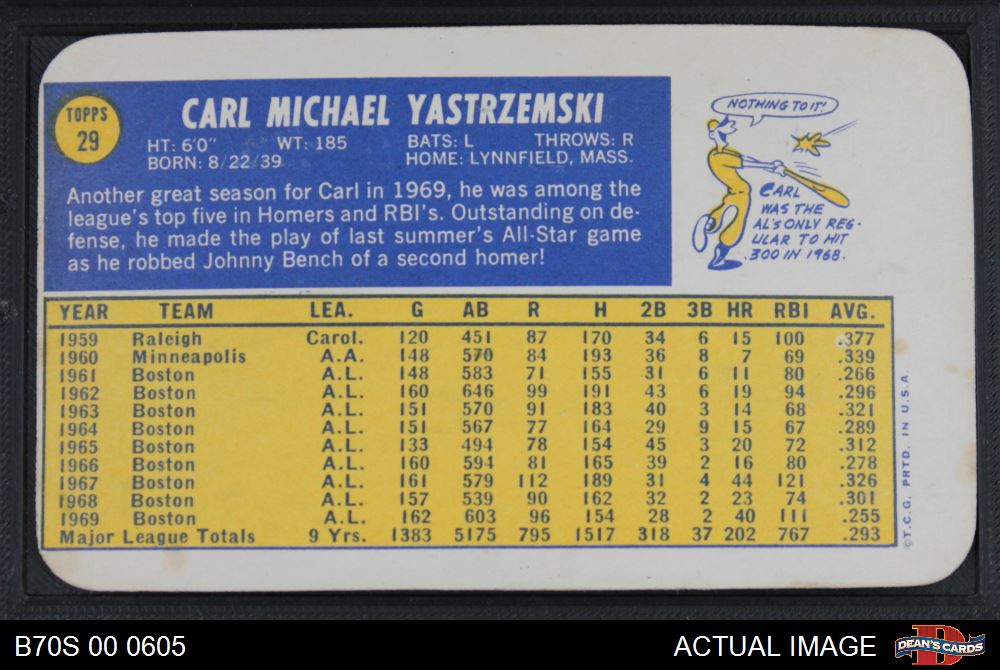 TOPPS
29
CARL MICHAEL YASTRZEMSKI
HT: 6'0" WT: 185 BATS: L THROWS: R
BORN: 8/22/39 HOME: LYNNFIELD, MASS.
Another great season for Carl in 1969, he was among the
league's top five in Homers and RBI's. Outstanding on de-
fense, he made the play of last summer's All-Star game
as he robbed Johnny Bench of a second homer!
NOTHING TO IT!
CARL
WAS THE
AL'S ONLY REG-
ULAR TO HIT
.300 IN 1968.
YEAR TEAM LEA. G AB R H 2B 3B HR RBI AVG.
1959 Raleigh Carol. 120 451 87 170 34 6 15 100 .377
1960 Minneapolis A.A. 148 570 84 193 36 8 7 69 .339
1961 Boston A.L. 148 583 71 155 31 6 11 80 .266
1962 Boston A.L. 160 646 99 191 43 6 19 94 .296
1963 Boston A.L. 151 570 91 183 40 3 14 68 .321
1964 Boston A.L. 151 567 77 164 29 9 15 67 .289
1965 Boston A.L. 133 494 78 154 45 3 20 72 .312
1966 Boston A.L. 160 594 81 165 39 2 16 80 .278
1967 Boston A.L. 161 579 112 189 31 4 44 121 .326
1968 Boston A.L. 157 539 90 162 32 2 23 74 .301
1969 Boston A.L. 162 603 96 154 28 2 40 111 .255
Major League Totals 9 Yrs. 1383 5175 795 1517 318 37 202 767 .293
©T.C.G. PRTD. IN U.S.A.
B70S 00 0605
ACTUAL IMAGE
DEAN'S CARDS